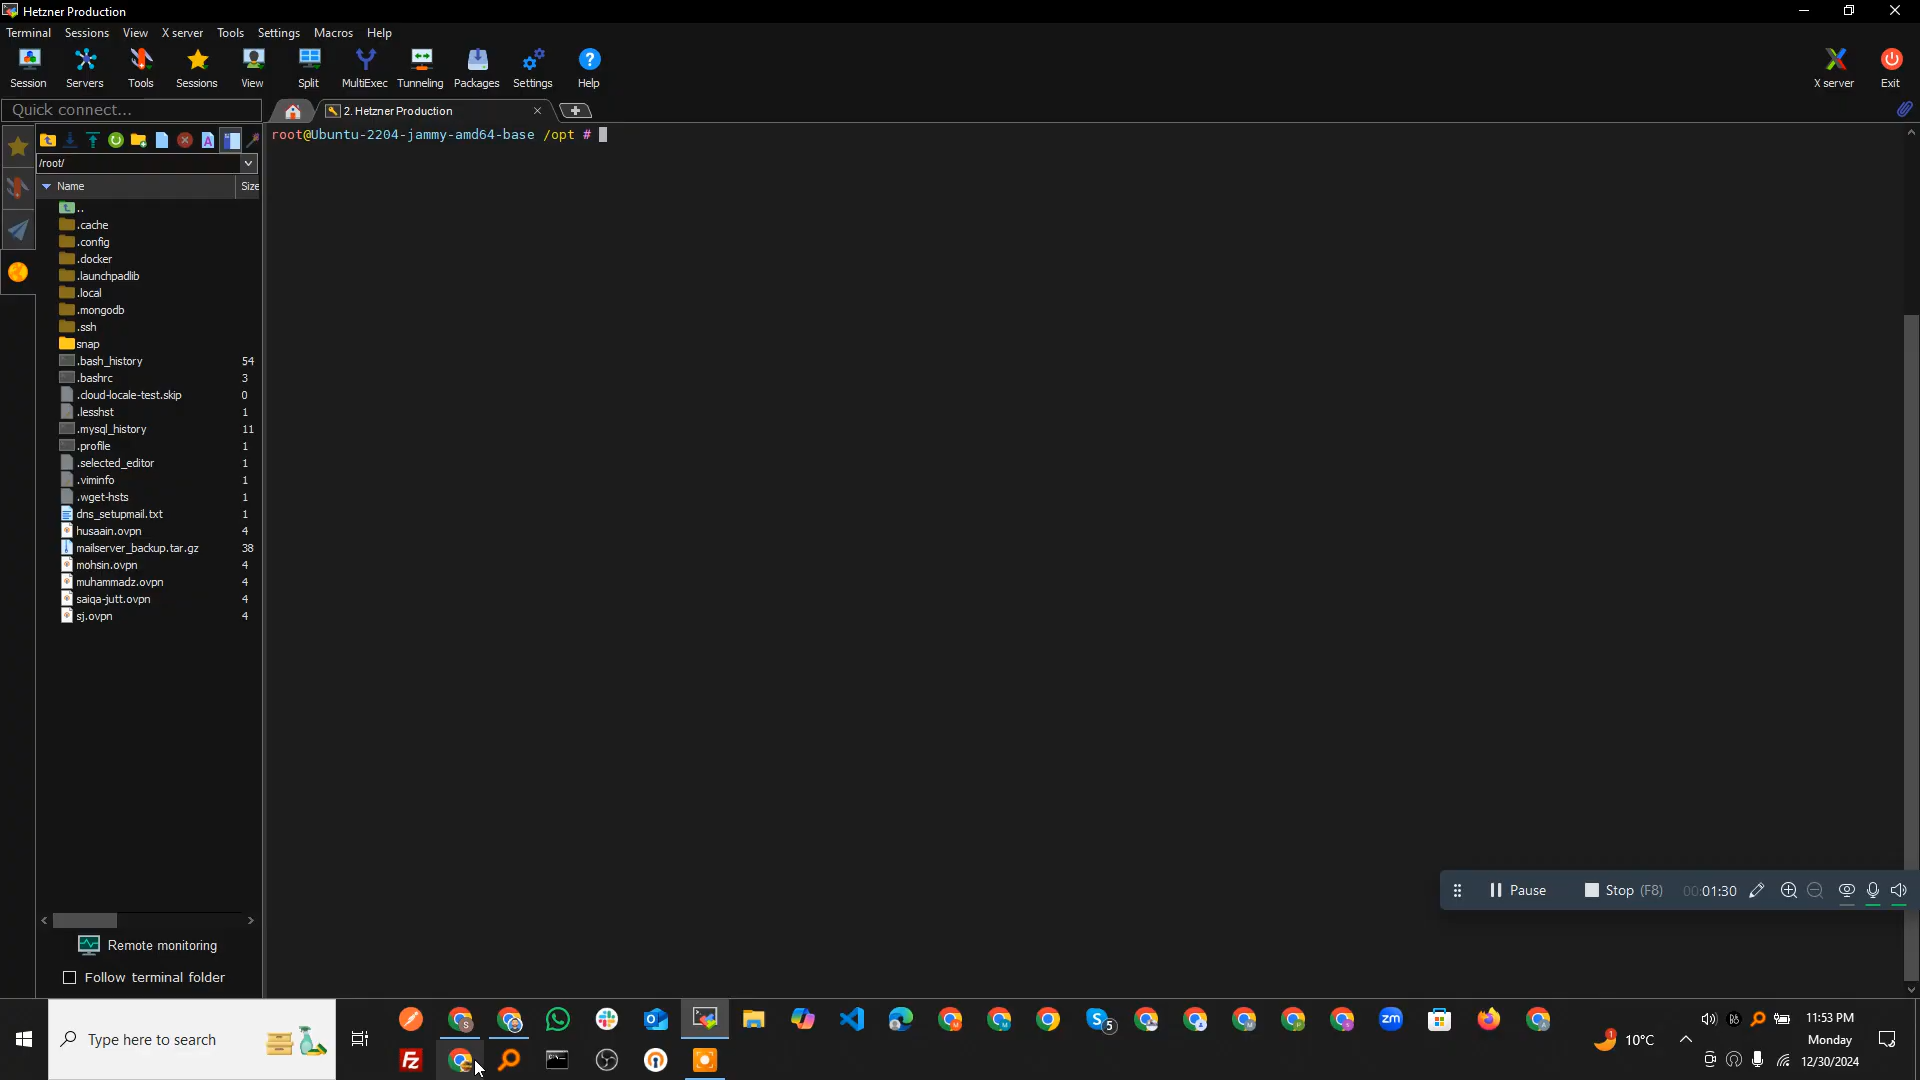 Hetzner Production
Terminal Sessions View X server Tools Settings Macros Help
Session Servers Tools Sessions View Split MultiExec Tunneling Packages Settings Help X server Exit
Quick connect...
2. Hetzner Production
root@Ubuntu-2204-jammy-amd64-base /opt #
/root/
Name Size
..
.cache
.config
.docker
.launchpadlib
.local
.mongodb
.ssh
snap
.bash_history 54
.bashrc 3
.cloud-locale-test.skip 0
.lesshst 1
.mysql_history 11
.profile 1
.selected_editor 1
.viminfo 1
.wget-hsts 1
dns_setupmail.txt 1
husaain.ovpn 4
mailserver_backup.tar.gz 38
mohsin.ovpn 4
muhammadz.ovpn 4
saiqa-jutt.ovpn 4
sj.ovpn 4
Pause Stop (F8) 00:01:30
Remote monitoring
Follow terminal folder
Type here to search
10°C
11:53 PM
Monday
12/30/2024